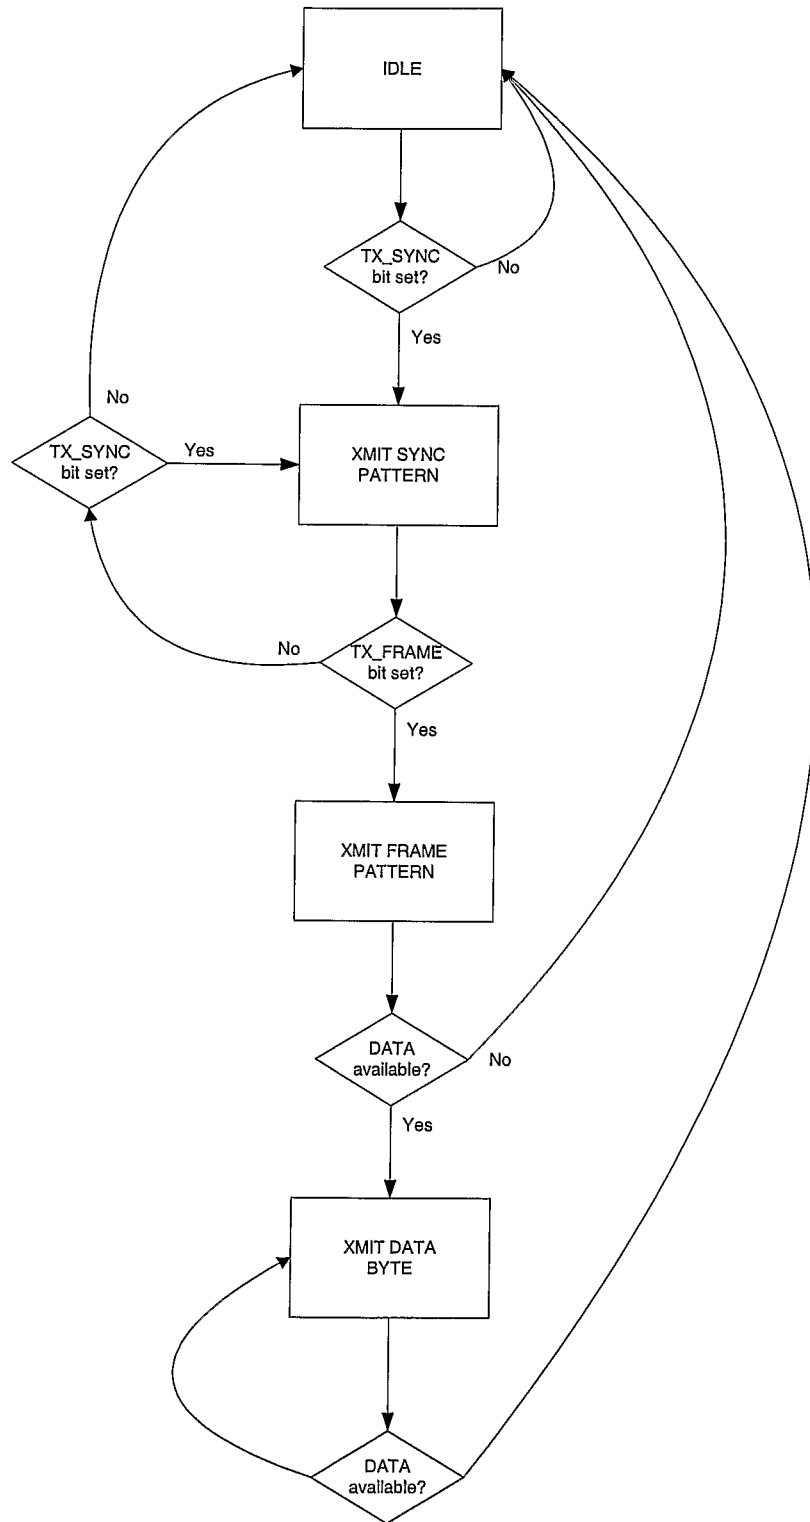 IDLE
TX_SYNC
bit set?
No
Yes
No
TX_SYNC
bit set?
Yes
XMIT SYNC
PATTERN
No
TX_FRAME
bit set?
Yes
XMIT FRAME
PATTERN
DATA
available?
No
Yes
XMIT DATA
BYTE
DATA
available?